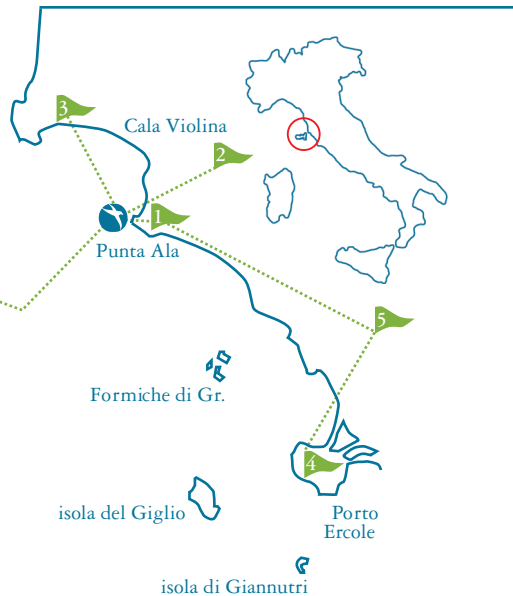 3
Cala Violina
2
1
Punta Ala
5
Formiche di Gr.
4
isola del Giglio
Porto
Ercole
isola di Giannutri